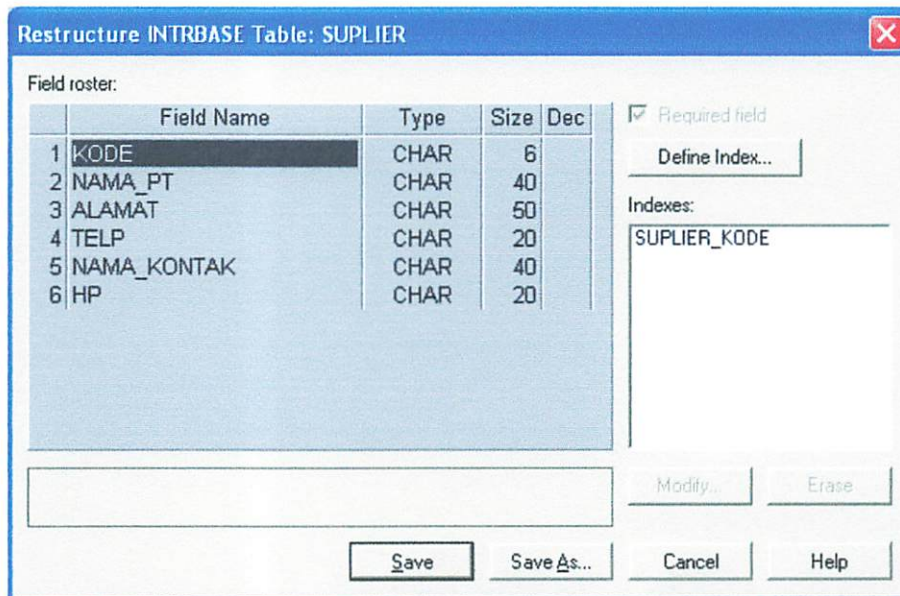 Restructure INTRBASE Table: SUPLIER
Field roster:
Field Name Type Size Dec
1 KODE CHAR 6
2 NAMA_PT CHAR 40
3 ALAMAT CHAR 50
4 TELP CHAR 20
5 NAMA_KONTAK CHAR 40
6 HP CHAR 20
Required field
Define Index...
Indexes:
SUPLIER_KODE
Modify... Erase
Save Save As... Cancel Help